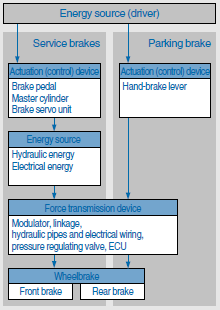 Energy source (driver)
Service brakes
Parking brake
Actuation (control) device
Brake pedal
Master cylinder
Brake servo unit
Actuation (control) device
Hand-brake lever
Energy source
Hydraulic energy
Electrical energy
Force transmission device
Modulator, linkage,
hydraulic pipes and electrical wiring,
pressure regulating valve, ECU
Wheelbrake
Front brake
Rear brake